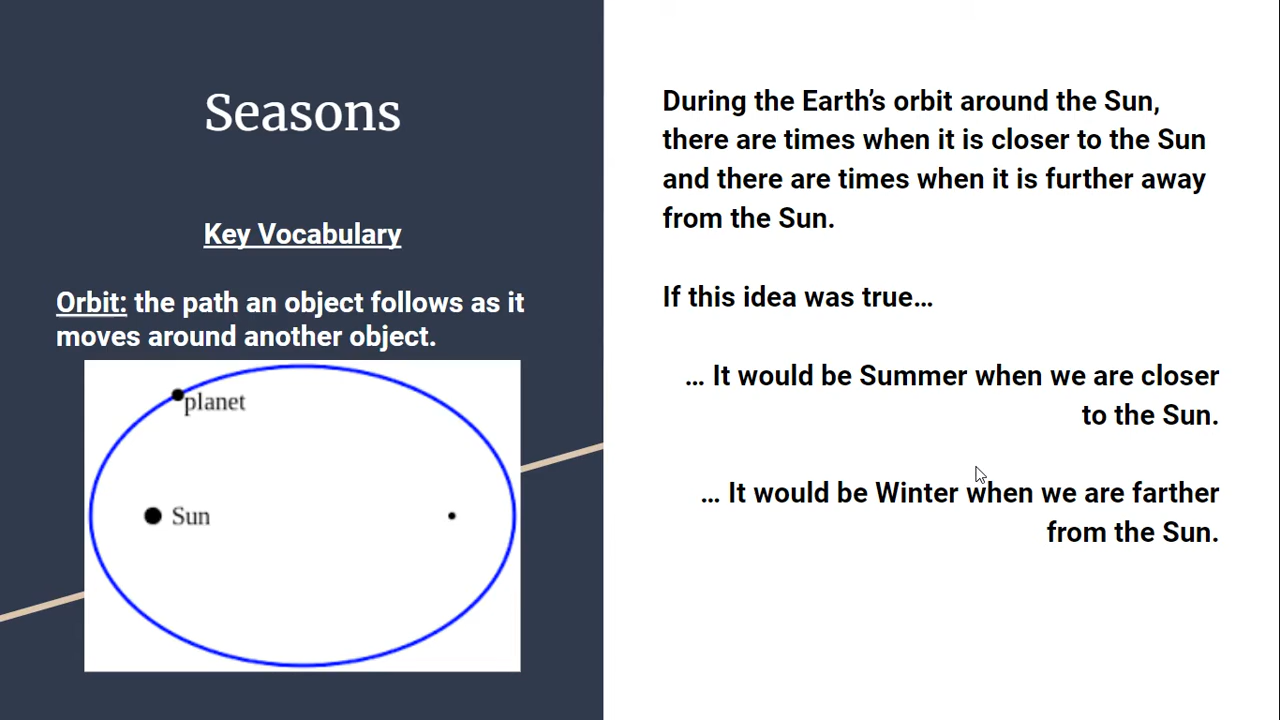 Seasons
Key Vocabulary
Orbit: the path an object follows as it
moves around another object.
planet
Sun
During the Earth’s orbit around the Sun,
there are times when it is closer to the Sun
and there are times when it is further away
from the Sun.
If this idea was true…
… It would be Summer when we are closer
to the Sun.
… It would be Winter when we are farther
from the Sun.